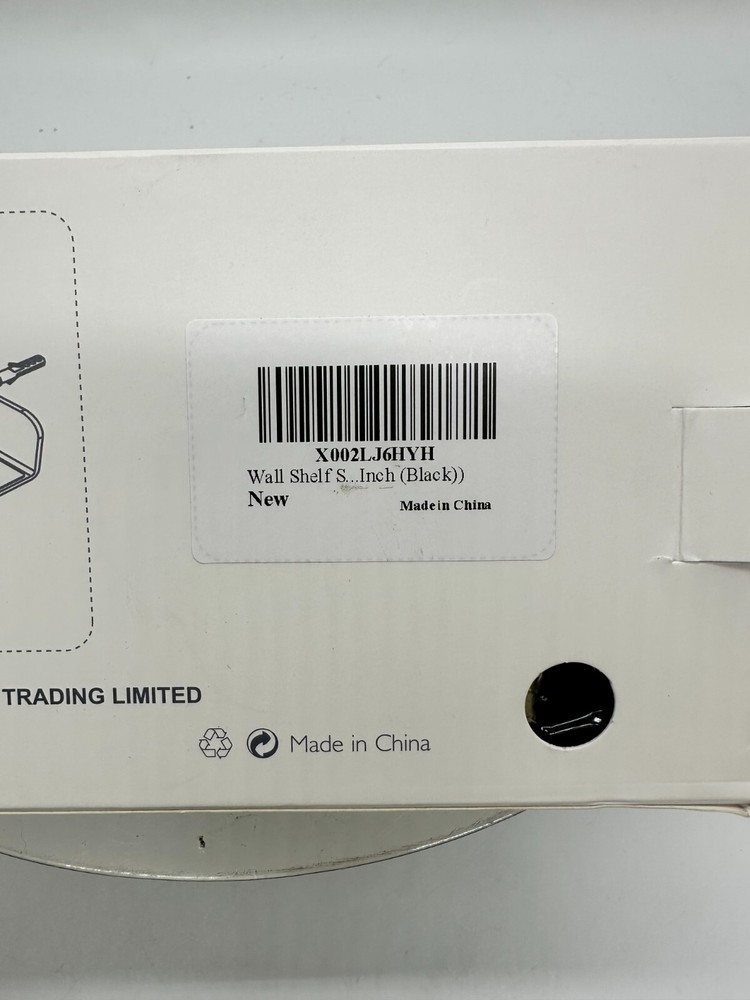 X002LJ6HYH
Wall Shelf S...Inch (Black))
New
Made in China
TRADING LIMITED
Made in China